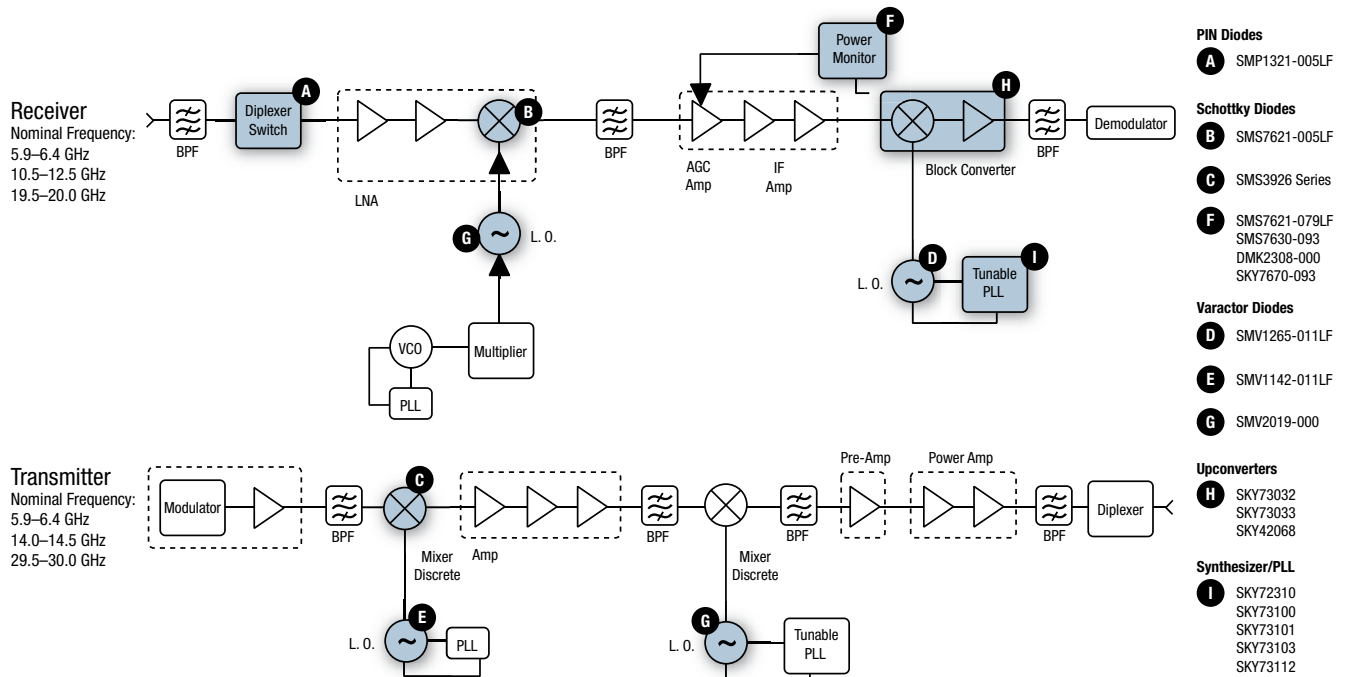 Receiver
Nominal Frequency:
5.9–6.4 GHz
10.5–12.5 GHz
19.5–20.0 GHz
BPF
Diplexer
Switch
A
LNA
B
G
~
L. O.
Multiplier
VCO
PLL
BPF
AGC
Amp
IF
Amp
Power
Monitor
F
H
Block Converter
BPF
Demodulator
L. O.
~
D
Tunable
PLL
I
Transmitter
Nominal Frequency:
5.9–6.4 GHz
14.0–14.5 GHz
29.5–30.0 GHz
Modulator
BPF
C
Mixer
Discrete
L. O.
~
E
PLL
Amp
BPF
Mixer
Discrete
L. O.
~
G
Tunable
PLL
BPF
Pre-Amp
Power Amp
BPF
Diplexer
PIN Diodes
A SMP1321-005LF
Schottky Diodes
B SMS7621-005LF
C SMS3926 Series
F SMS7621-079LF
SMS7630-093
DMK2308-000
SKY7670-093
Varactor Diodes
D SMV1265-011LF
E SMV1142-011LF
G SMV2019-000
Upconverters
H SKY73032
SKY73033
SKY42068
Synthesizer/PLL
I SKY72310
SKY73100
SKY73101
SKY73103
SKY73112